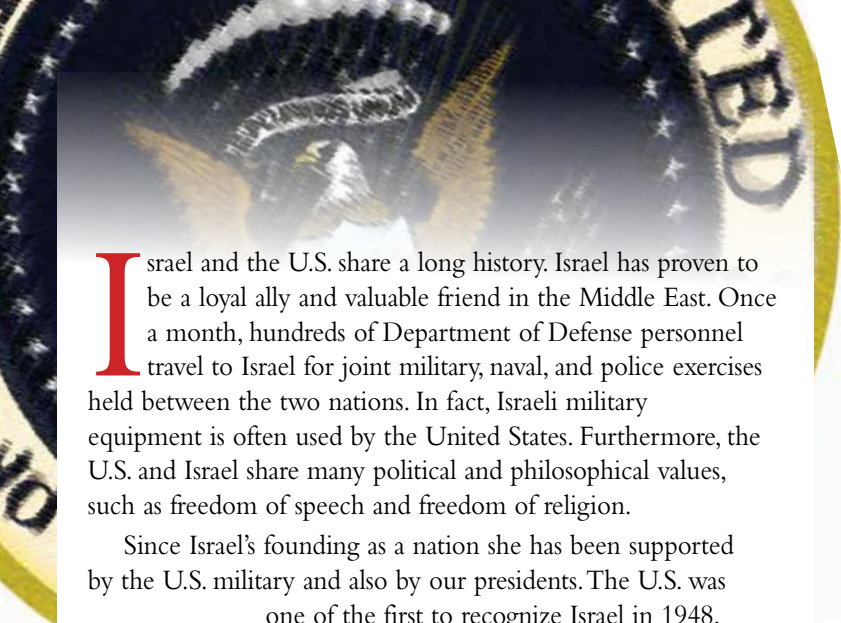 TED
OR
Israel and the U.S. share a long history. Israel has proven to
be a loyal ally and valuable friend in the Middle East. Once
a month, hundreds of Department of Defense personnel
travel to Israel for joint military, naval, and police exercises
held between the two nations. In fact, Israeli military
equipment is often used by the United States. Furthermore, the
U.S. and Israel share many political and philosophical values,
such as freedom of speech and freedom of religion.
Since Israel’s founding as a nation she has been supported
by the U.S. military and also by our presidents. The U.S. was
one of the first to recognize Israel in 1948.